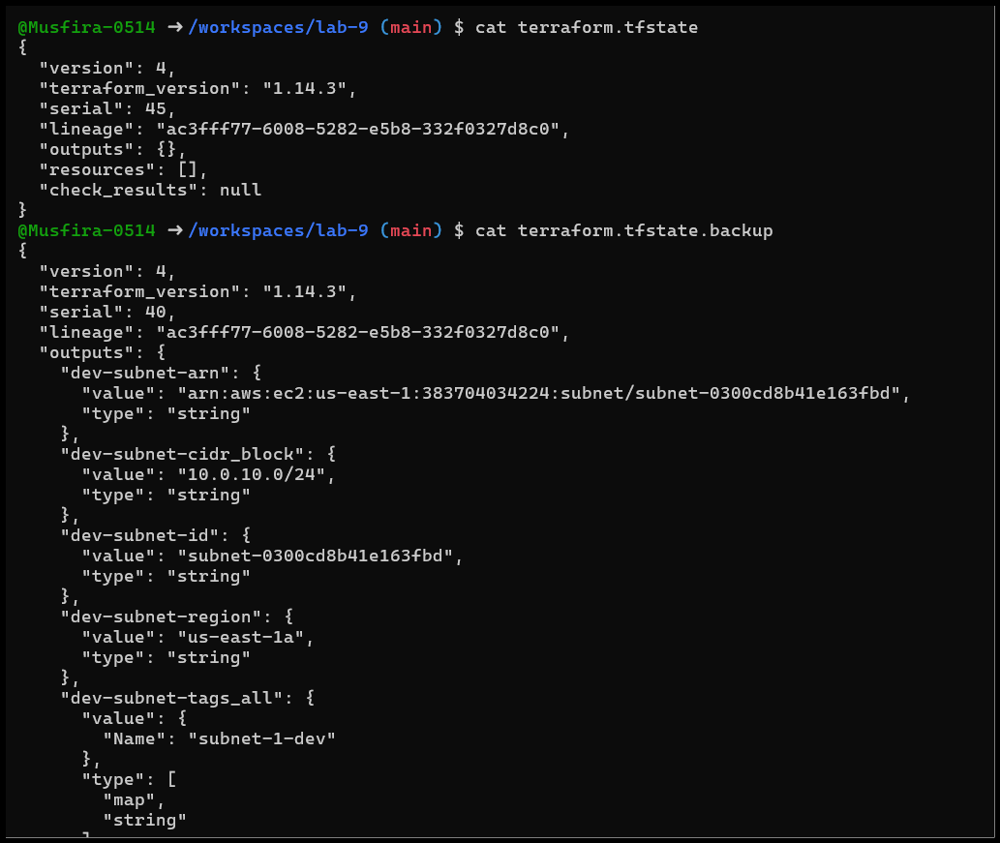 @Musfira-0514 ➜ /workspaces/lab-9 (main) $ cat terraform.tfstate
{
  "version": 4,
  "terraform_version": "1.14.3",
  "serial": 45,
  "lineage": "ac3fff77-6008-5282-e5b8-332f0327d8c0",
  "outputs": {},
  "resources": [],
  "check_results": null
}
@Musfira-0514 ➜ /workspaces/lab-9 (main) $ cat terraform.tfstate.backup
{
  "version": 4,
  "terraform_version": "1.14.3",
  "serial": 40,
  "lineage": "ac3fff77-6008-5282-e5b8-332f0327d8c0",
  "outputs": {
    "dev-subnet-arn": {
      "value": "arn:aws:ec2:us-east-1:383704034224:subnet/subnet-0300cd8b41e163fbd",
      "type": "string"
    },
    "dev-subnet-cidr_block": {
      "value": "10.0.10.0/24",
      "type": "string"
    },
    "dev-subnet-id": {
      "value": "subnet-0300cd8b41e163fbd",
      "type": "string"
    },
    "dev-subnet-region": {
      "value": "us-east-1a",
      "type": "string"
    },
    "dev-subnet-tags_all": {
      "value": {
        "Name": "subnet-1-dev"
      },
      "type": [
        "map",
        "string"
      ]